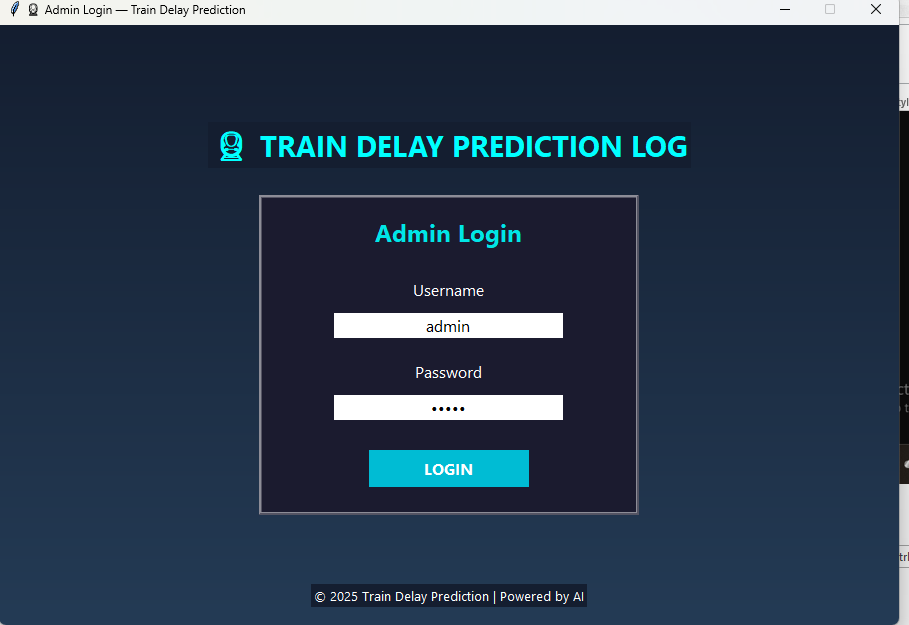 Admin Login — Train Delay Prediction
TRAIN DELAY PREDICTION LOG
Admin Login
Username
admin
Password
•••••
LOGIN
© 2025 Train Delay Prediction | Powered by AI